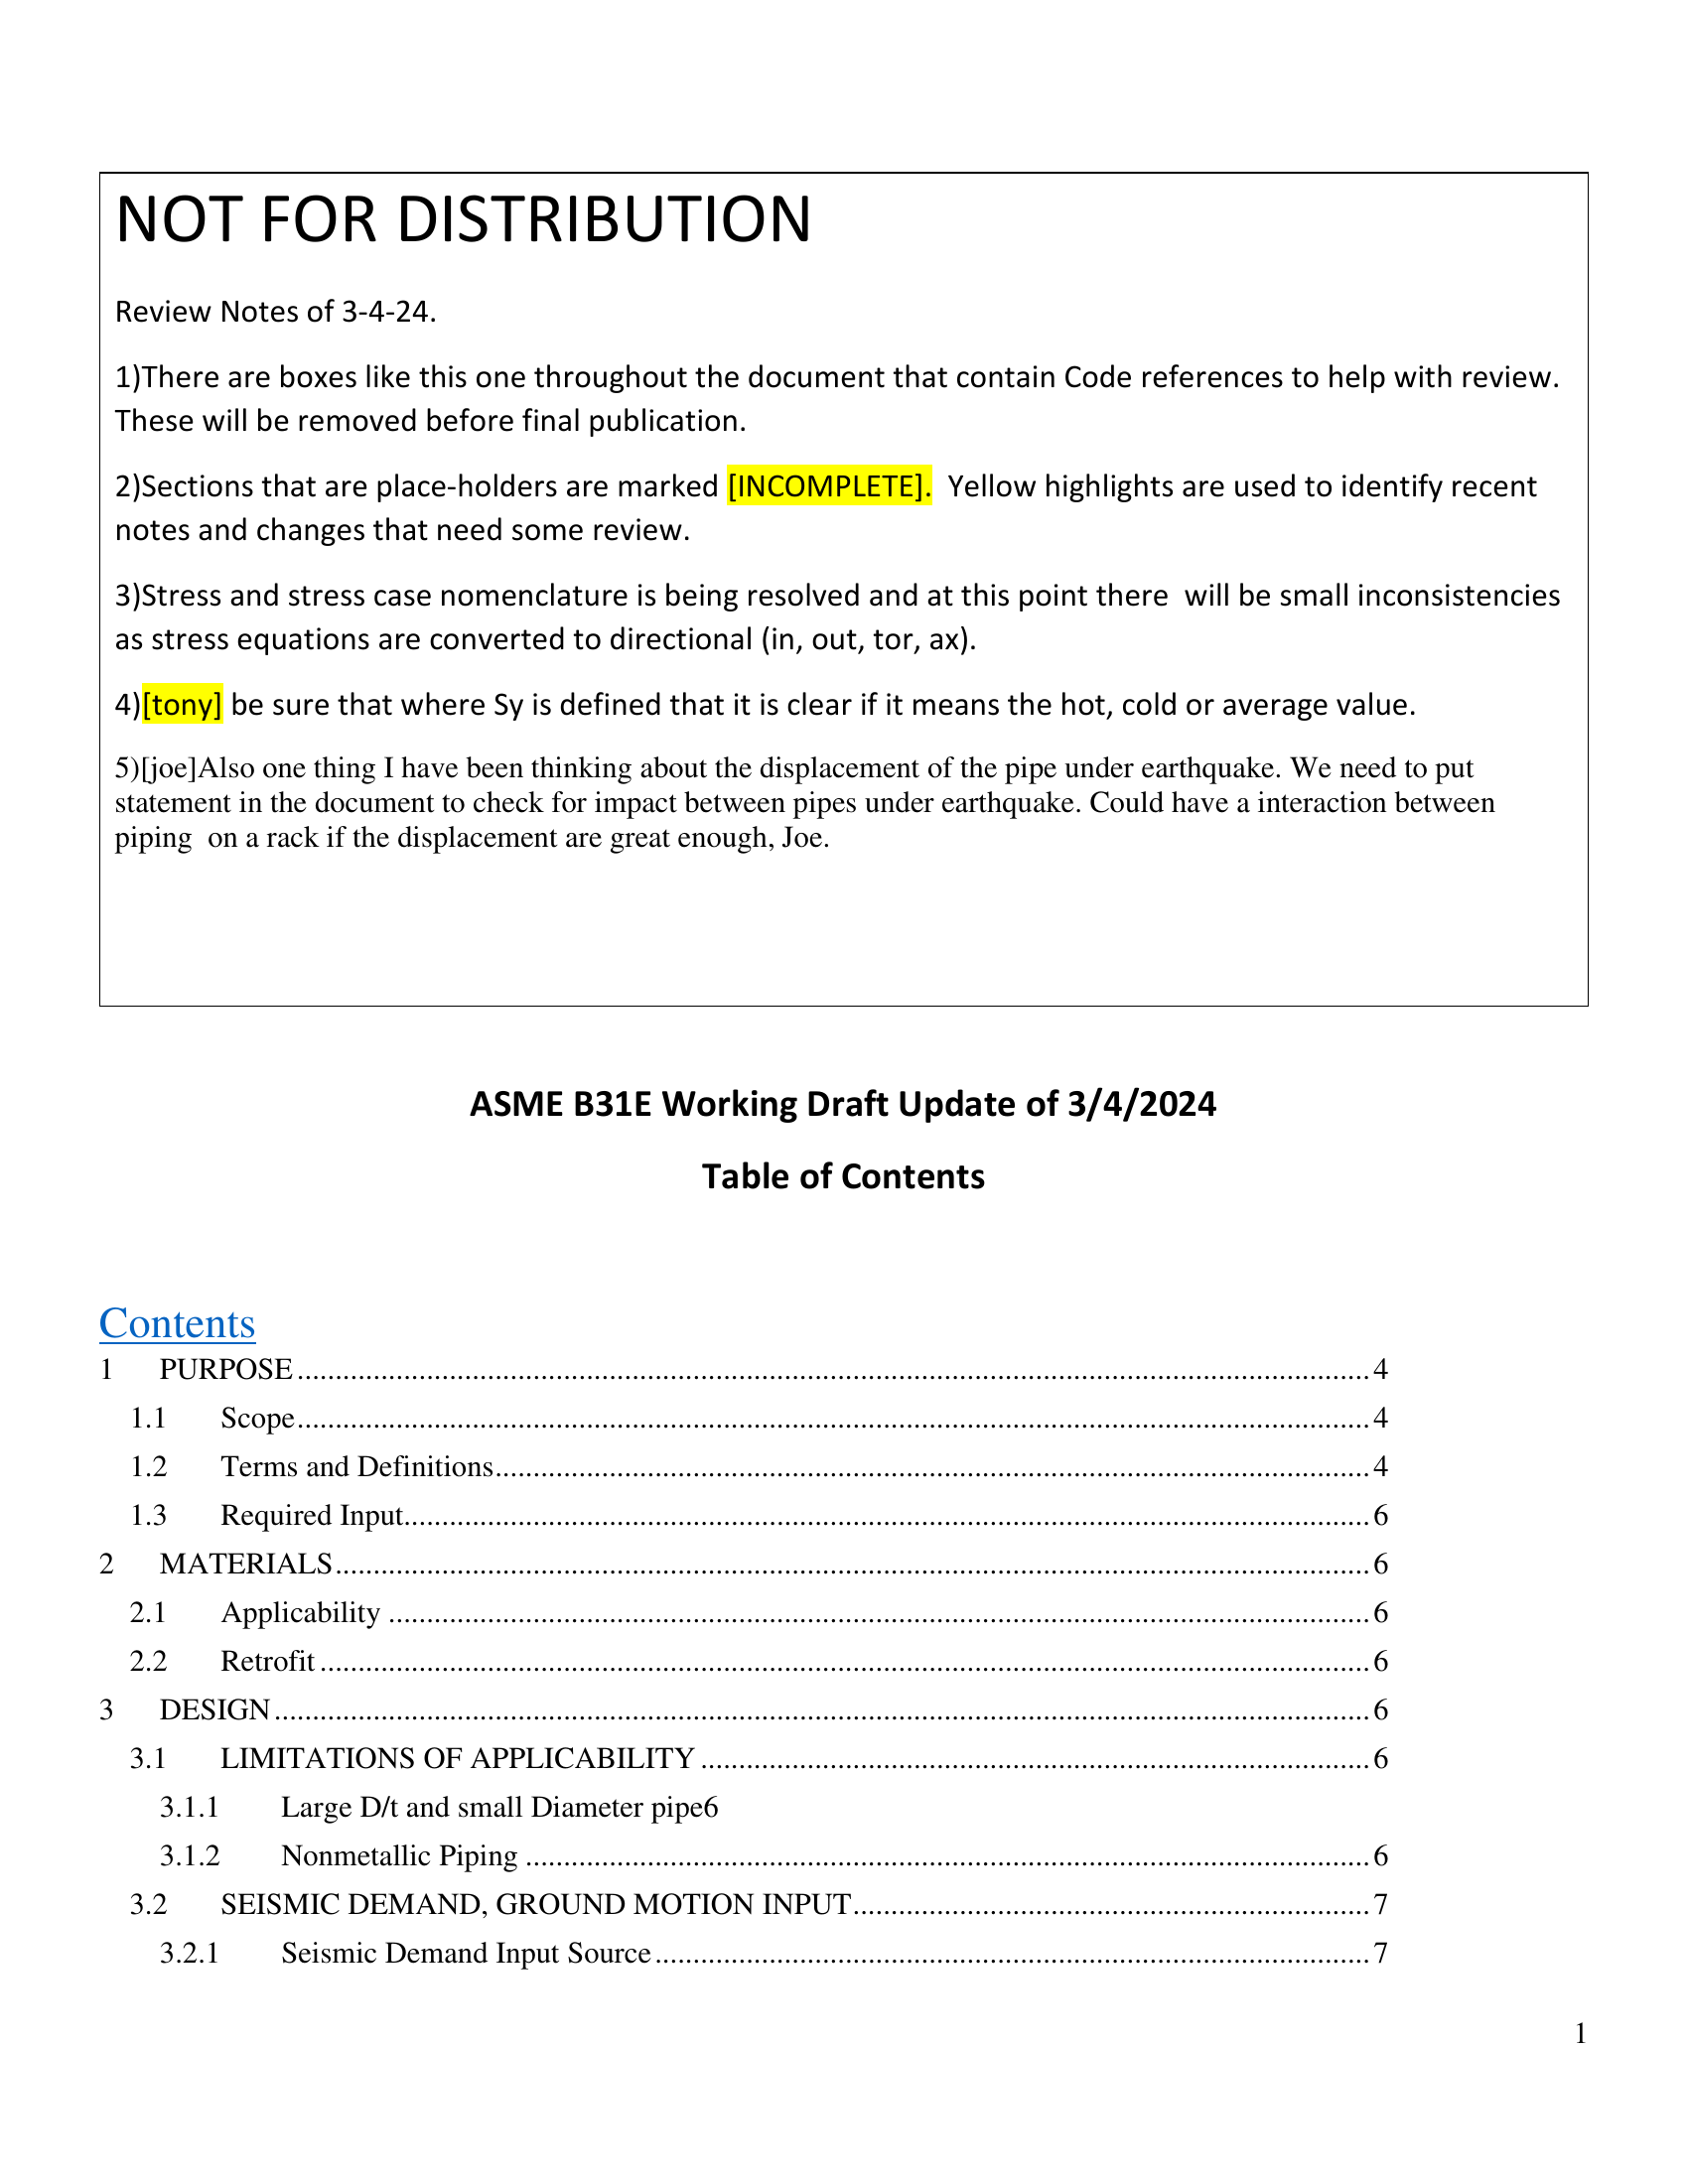 NOT FOR DISTRIBUTION
Review Notes of 3-4-24.
1)There are boxes like this one throughout the document that contain Code references to help with review.
These will be removed before final publication.
2)Sections that are place-holders are marked [INCOMPLETE].  Yellow highlights are used to identify recent
notes and changes that need some review.
3)Stress and stress case nomenclature is being resolved and at this point there  will be small inconsistencies
as stress equations are converted to directional (in, out, tor, ax).
4)[tony] be sure that where Sy is defined that it is clear if it means the hot, cold or average value.
5)[joe]Also one thing I have been thinking about the displacement of the pipe under earthquake. We need to put
statement in the document to check for impact between pipes under earthquake. Could have a interaction between
piping  on a rack if the displacement are great enough, Joe.
ASME B31E Working Draft Update of 3/4/2024
Table of Contents
Contents
1 PURPOSE ........ 4
1.1 Scope ........ 4
1.2 Terms and Definitions ........ 4
1.3 Required Input ........ 6
2 MATERIALS ........ 6
2.1 Applicability ........ 6
2.2 Retrofit ........ 6
3 DESIGN ........ 6
3.1 LIMITATIONS OF APPLICABILITY ........ 6
3.1.1 Large D/t and small Diameter pipe6
3.1.2 Nonmetallic Piping ........ 6
3.2 SEISMIC DEMAND, GROUND MOTION INPUT ........ 7
3.2.1 Seismic Demand Input Source ........ 7
1